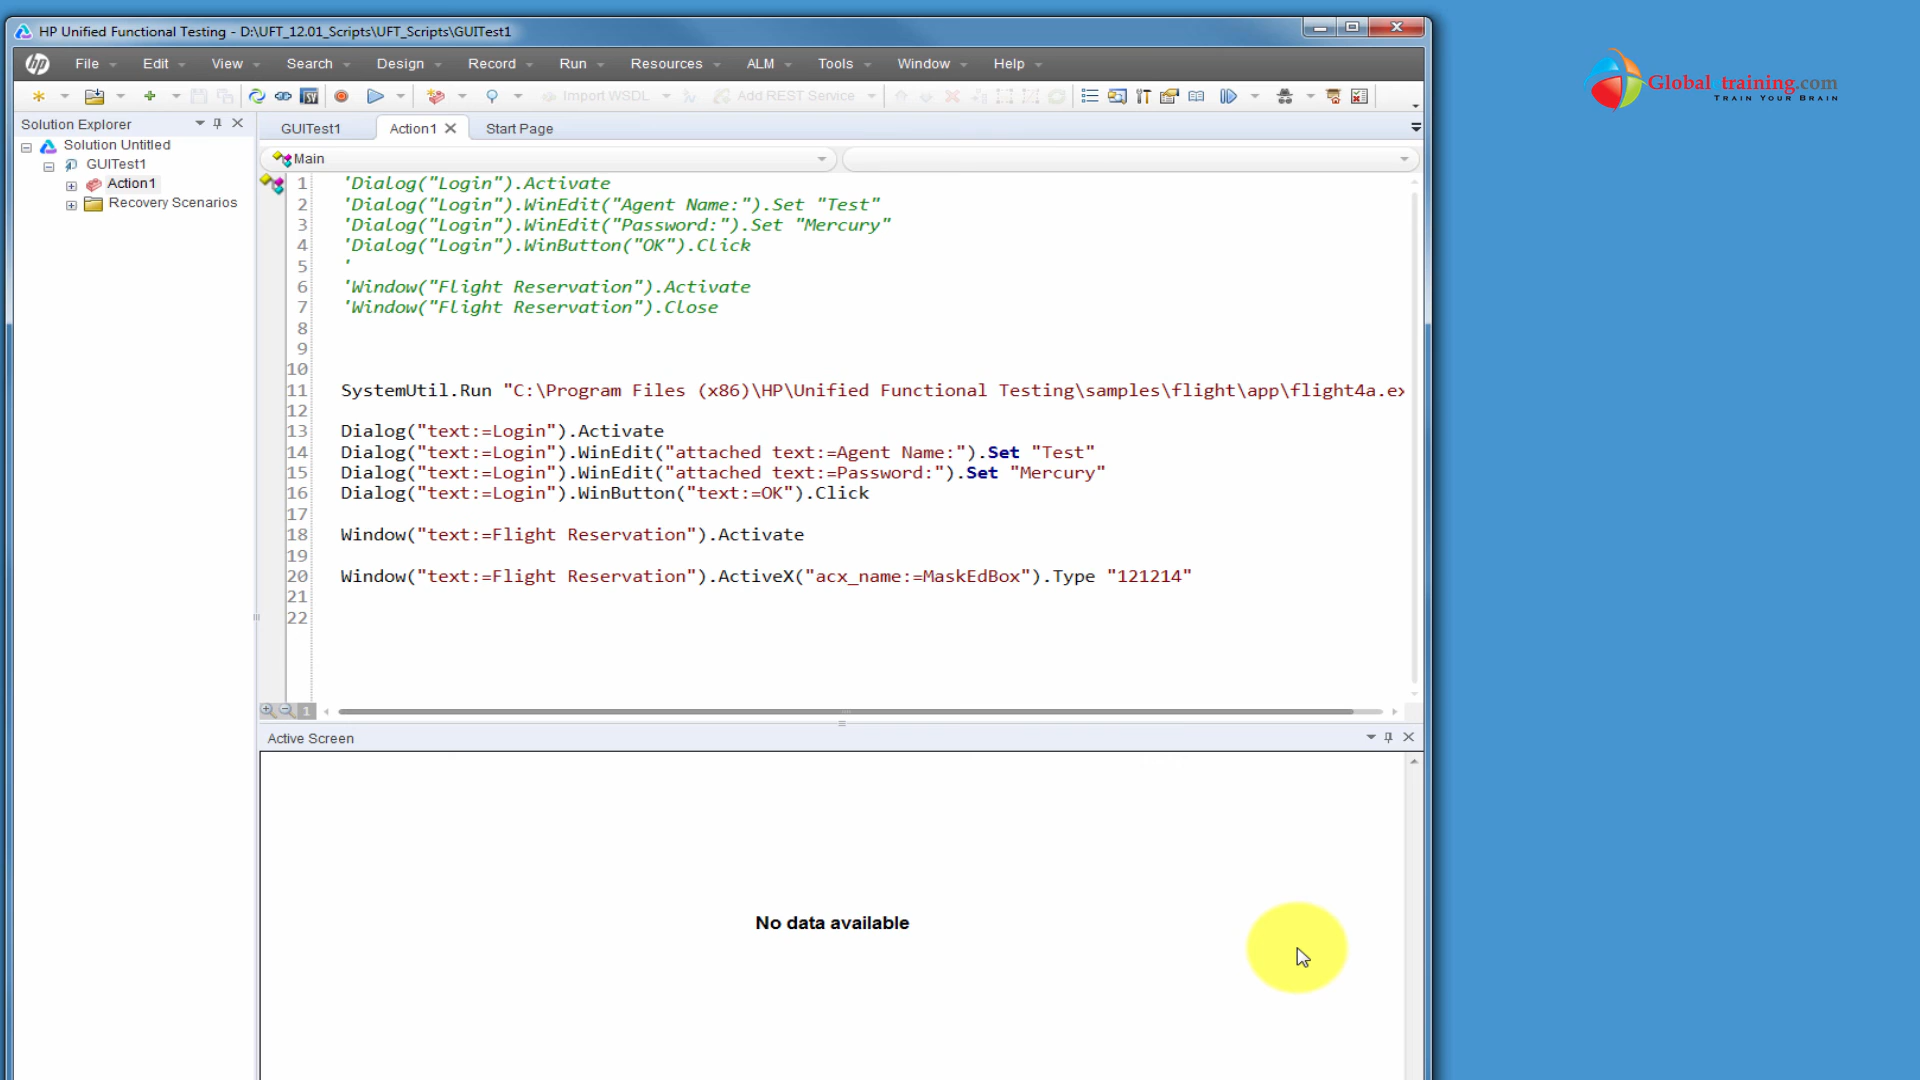 HP Unified Functional Testing - D:\UFT_12.01_Scripts\UFT_Scripts\GUITest1
hp File Edit View Search Design Record Run Resources ALM Tools Window Help
Import WSDL Add REST Service
Global training.com
TRAIN YOUR BRAIN
Solution Explorer
Solution Untitled
GUITest1
Action1
Recovery Scenarios
GUITest1 Action1 Start Page
Main
1 'Dialog("Login").Activate
2 'Dialog("Login").WinEdit("Agent Name:").Set "Test"
3 'Dialog("Login").WinEdit("Password:").Set "Mercury"
4 'Dialog("Login").WinButton("OK").Click
5 '
6 'Window("Flight Reservation").Activate
7 'Window("Flight Reservation").Close
8
9
10
11 SystemUtil.Run "C:\Program Files (x86)\HP\Unified Functional Testing\samples\flight\app\flight4a.ex
12
13 Dialog("text:=Login").Activate
14 Dialog("text:=Login").WinEdit("attached text:=Agent Name:").Set "Test"
15 Dialog("text:=Login").WinEdit("attached text:=Password:").Set "Mercury"
16 Dialog("text:=Login").WinButton("text:=OK").Click
17
18 Window("text:=Flight Reservation").Activate
19
20 Window("text:=Flight Reservation").ActiveX("acx_name:=MaskEdBox").Type "121214"
21
22
1
Active Screen
No data available